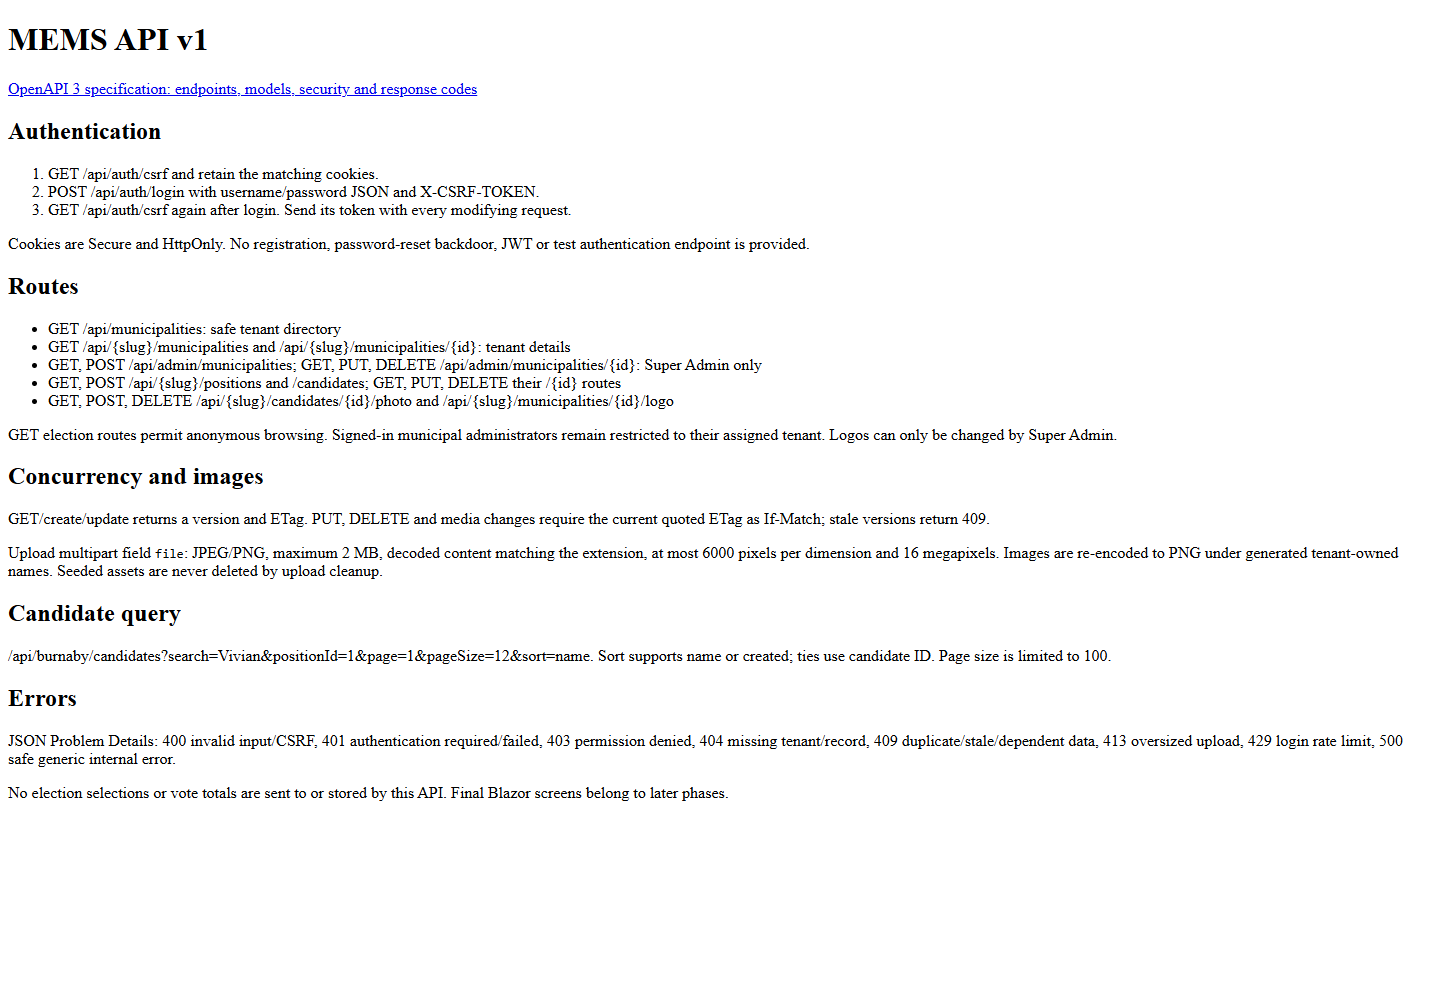 MEMS API v1
OpenAPI 3 specification: endpoints, models, security and response codes
Authentication
1. GET /api/auth/csrf and retain the matching cookies.
2. POST /api/auth/login with username/password JSON and X-CSRF-TOKEN.
3. GET /api/auth/csrf again after login. Send its token with every modifying request.
Cookies are Secure and HttpOnly. No registration, password-reset backdoor, JWT or test authentication endpoint is provided.
Routes
• GET /api/municipalities: safe tenant directory
• GET /api/{slug}/municipalities and /api/{slug}/municipalities/{id}: tenant details
• GET, POST /api/admin/municipalities; GET, PUT, DELETE /api/admin/municipalities/{id}: Super Admin only
• GET, POST /api/{slug}/positions and /candidates; GET, PUT, DELETE their /{id} routes
• GET, POST, DELETE /api/{slug}/candidates/{id}/photo and /api/{slug}/municipalities/{id}/logo
GET election routes permit anonymous browsing. Signed-in municipal administrators remain restricted to their assigned tenant. Logos can only be changed by Super Admin.
Concurrency and images
GET/create/update returns a version and ETag. PUT, DELETE and media changes require the current quoted ETag as If-Match; stale versions return 409.
Upload multipart field file: JPEG/PNG, maximum 2 MB, decoded content matching the extension, at most 6000 pixels per dimension and 16 megapixels. Images are re-encoded to PNG under generated tenant-owned
names. Seeded assets are never deleted by upload cleanup.
Candidate query
/api/burnaby/candidates?search=Vivian&positionId=1&page=1&pageSize=12&sort=name. Sort supports name or created; ties use candidate ID. Page size is limited to 100.
Errors
JSON Problem Details: 400 invalid input/CSRF, 401 authentication required/failed, 403 permission denied, 404 missing tenant/record, 409 duplicate/stale/dependent data, 413 oversized upload, 429 login rate limit, 500
safe generic internal error.
No election selections or vote totals are sent to or stored by this API. Final Blazor screens belong to later phases.